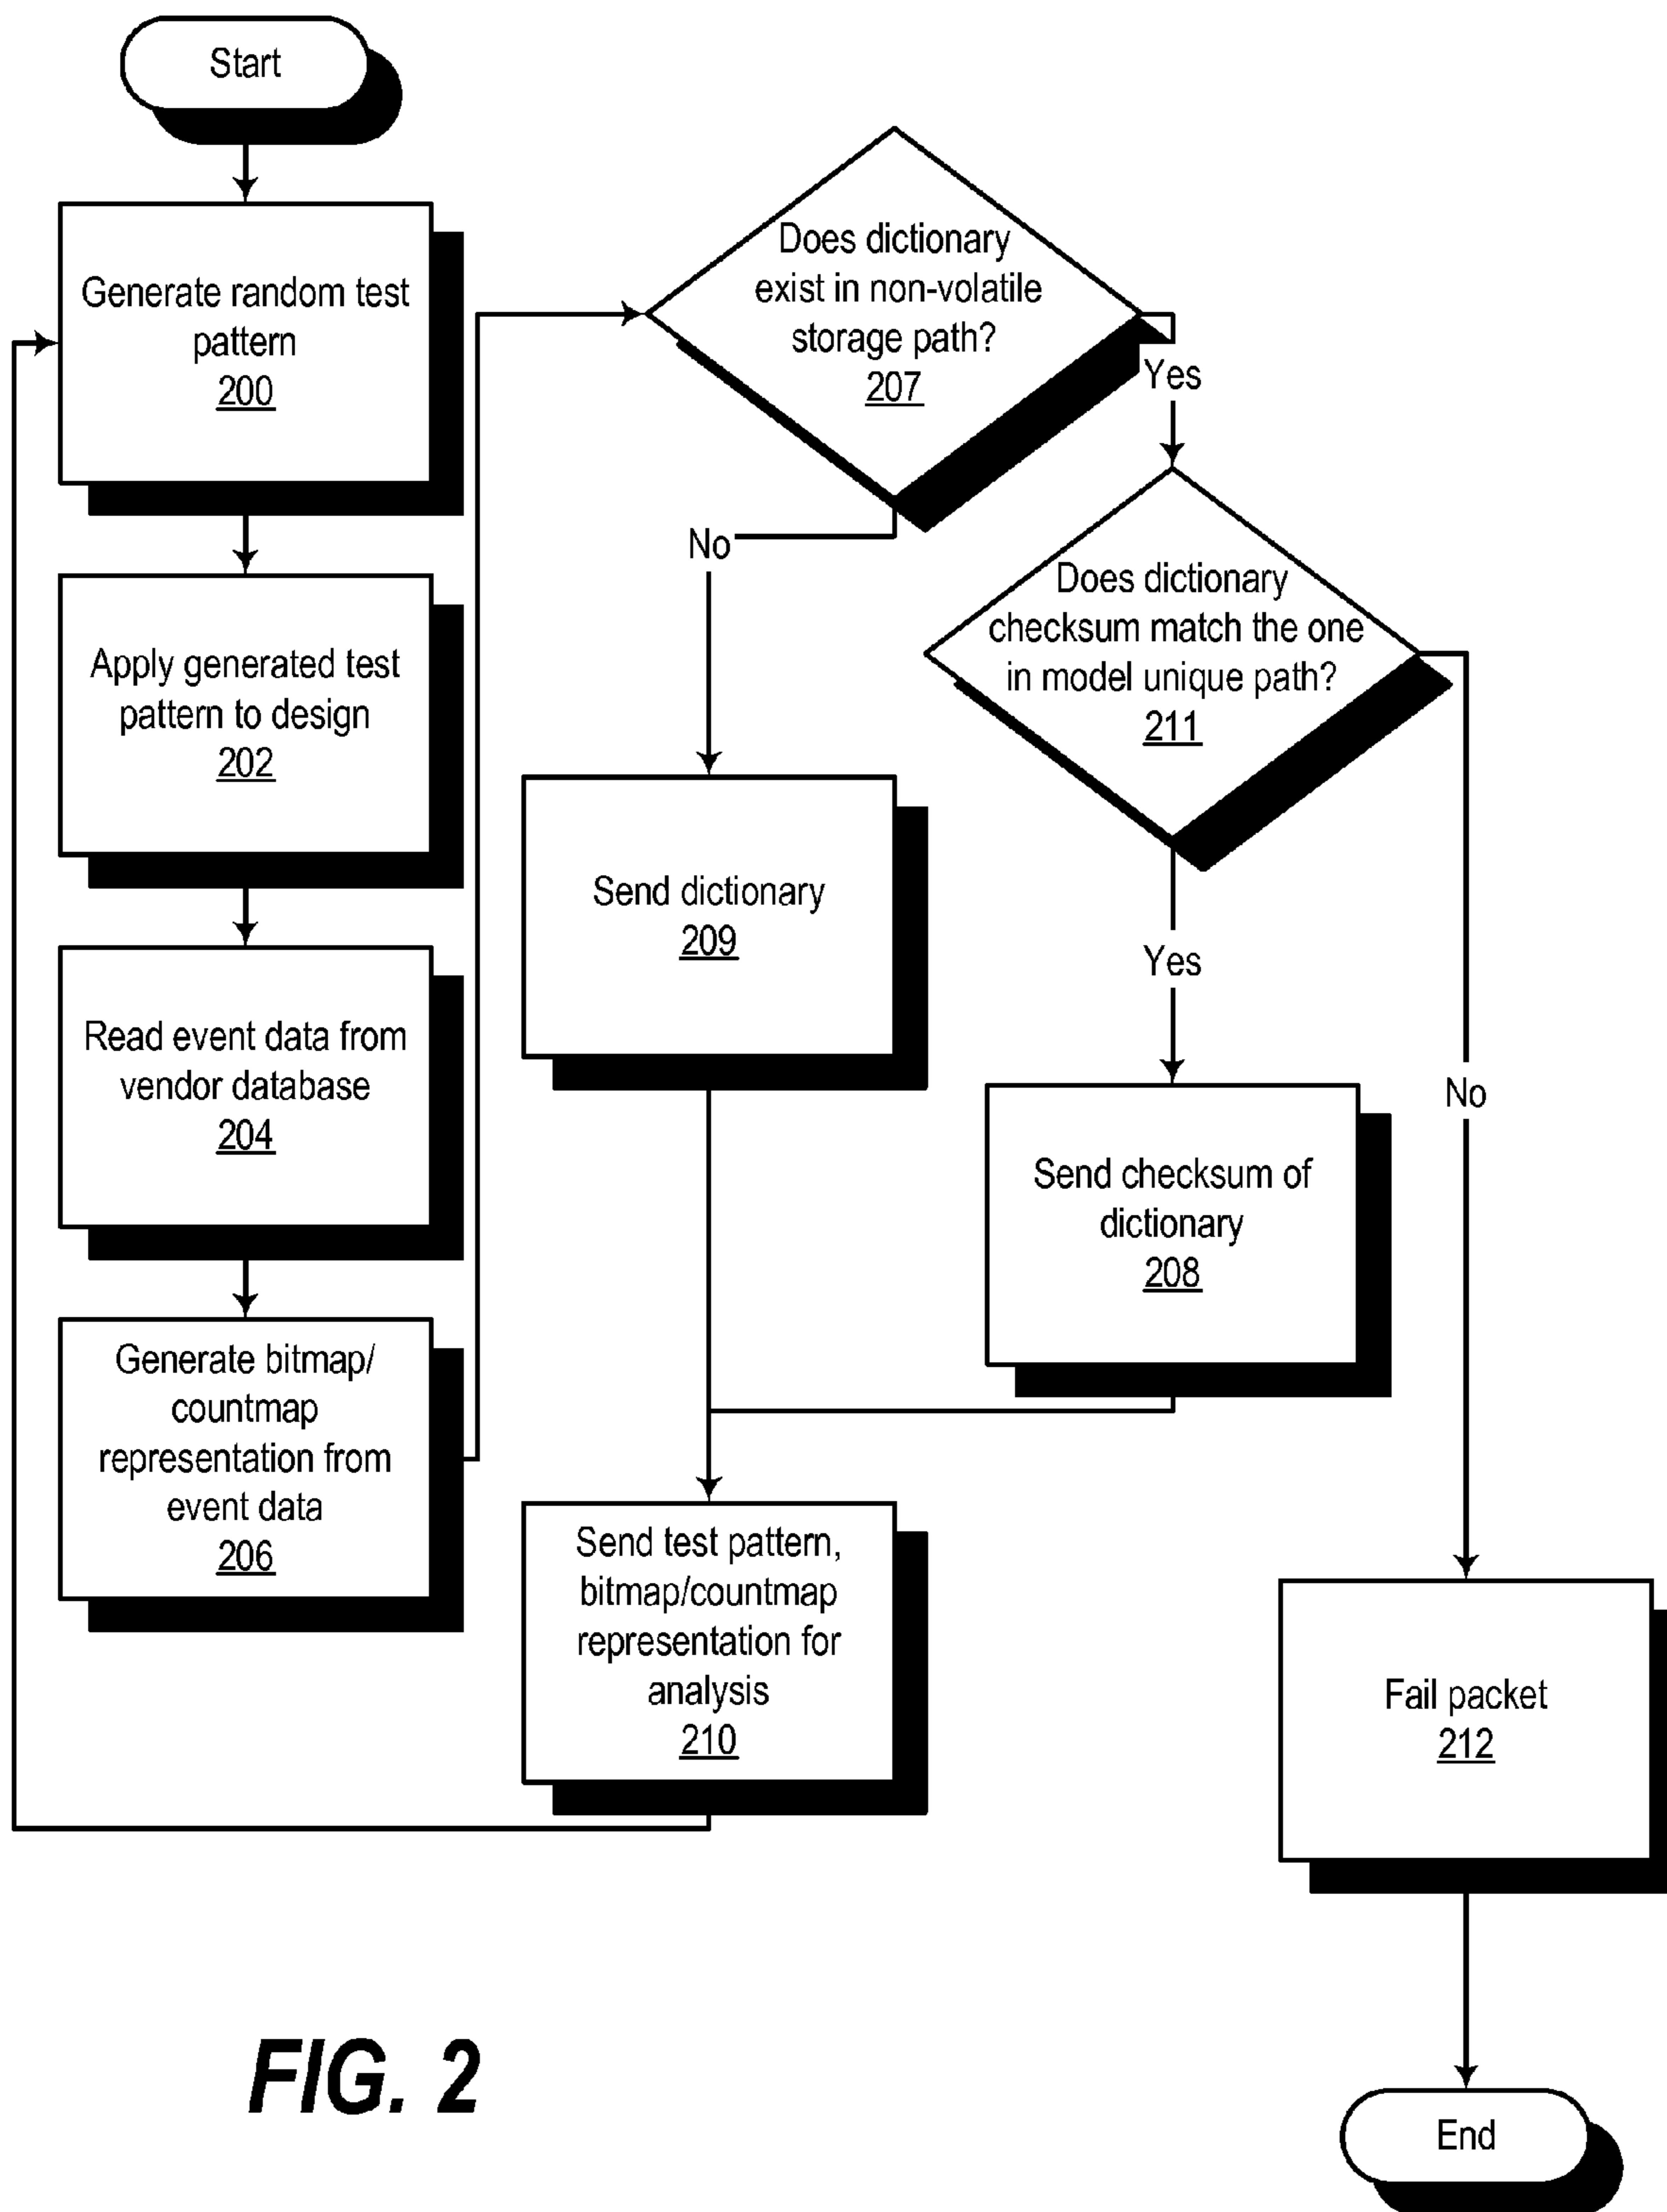 Start
Generate random test
pattern
200
Apply generated test
pattern to design
202
Read event data from
vendor database
204
Generate bitmap/
countmap
representation from
event data
206
Does dictionary
exist in non-volatile
storage path?
207
Yes
No
Does dictionary
checksum match the one
in model unique path?
211
Send dictionary
209
Yes
No
Send checksum of
dictionary
208
Send test pattern,
bitmap/countmap
representation for
analysis
210
Fail packet
212
End
FIG. 2